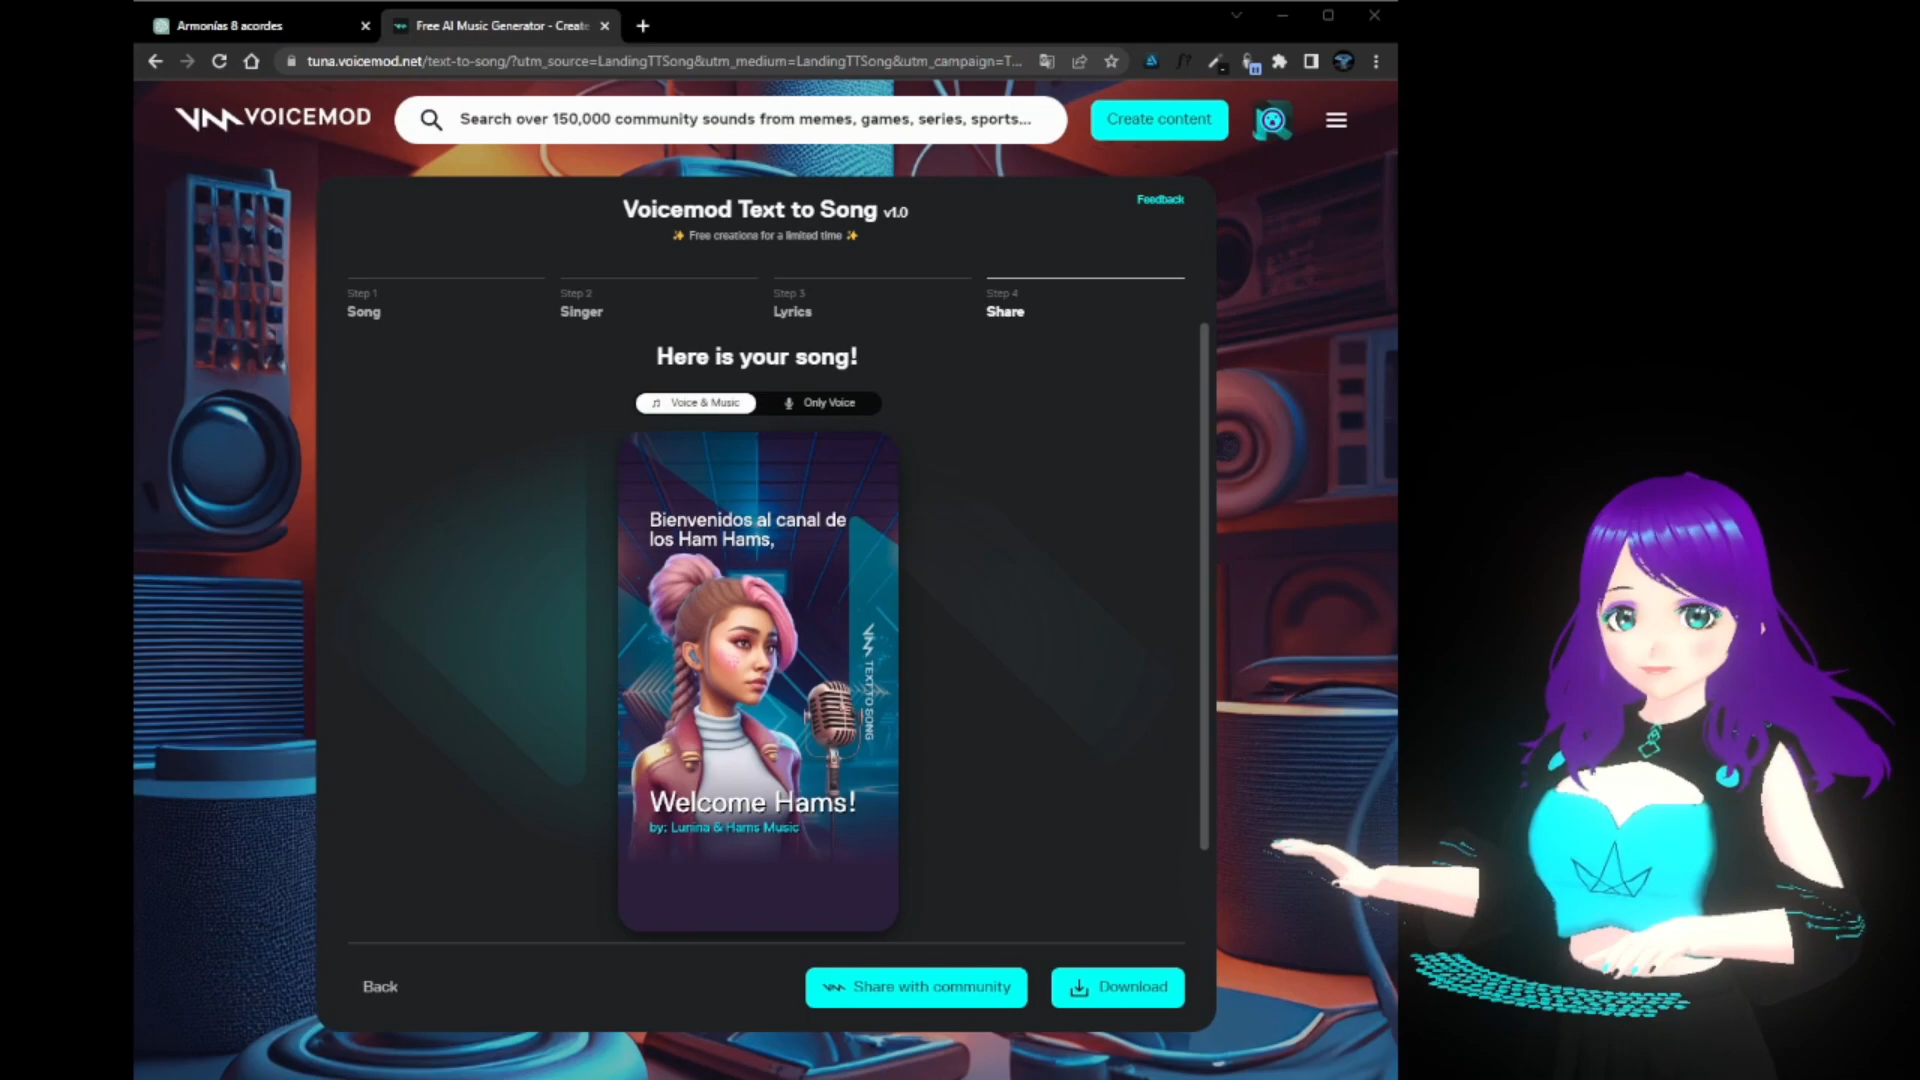 Armonías 8 acordes
Free AI Music Generator - Create
tuna.voicemod.net/text-to-song/?utm_source=LandingTTSong&utm_medium=LandingTTSong&utm_campaign=T...
VOICEMOD
Search over 150,000 community sounds from memes, games, series, sports...
Create content
Feedback
Voicemod Text to Song v1.0
✨ Free creations for a limited time ✨
Step 1
Song
Step 2
Singer
Step 3
Lyrics
Step 4
Share
Here is your song!
Voice & Music
Only Voice
Bienvenidos al canal de
los Ham Hams,
TEXT TO SONG
Welcome Hams!
by: Lunina & Hams Music
Back
Share with community
Download